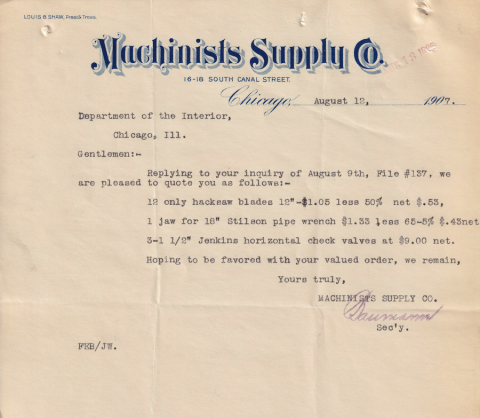 LOUIS B SHAW, Pres & Treas.
Machinists Supply Co.
16-18 SOUTH CANAL STREET.
Chicago, August 12, 1907.
Department of the Interior,
Chicago, Ill.
Gentlemen:-
Replying to your inquiry of August 9th, File #137, we
are pleased to quote you as follows:-
12 only hacksaw blades 12"-$1.05 less 50% net $.53,
1 jaw for 18" Stilson pipe wrench $1.33 less 65-5% $.43net
3-1 1/2" Jenkins horizontal check valves at $9.00 net.
Hoping to be favored with your valued order, we remain,
Yours truly,
MACHINISTS SUPPLY CO.
Baumann
Sec'y.
FEB/JW.